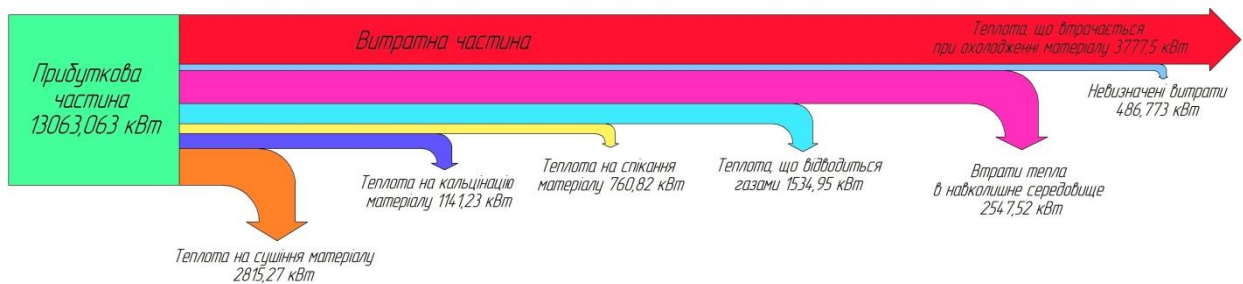 Прибуткова
частина
13063,063 кВт
Витратна частина
Теплота, що втрачається
при охолодженні матеріалу 3777,5 кВт
Невизначені витрати
486,773 кВт
Втрати тепла
в навколишне середовище
2547,52 кВт
Теплота, що відводиться
газами 1534,95 кВт
Теплота на спікання
матеріалу 760,82 кВт
Теплота на кальцінацію
матеріалу 1141,23 кВт
Теплота на сушіння матеріалу
2815,27 кВт